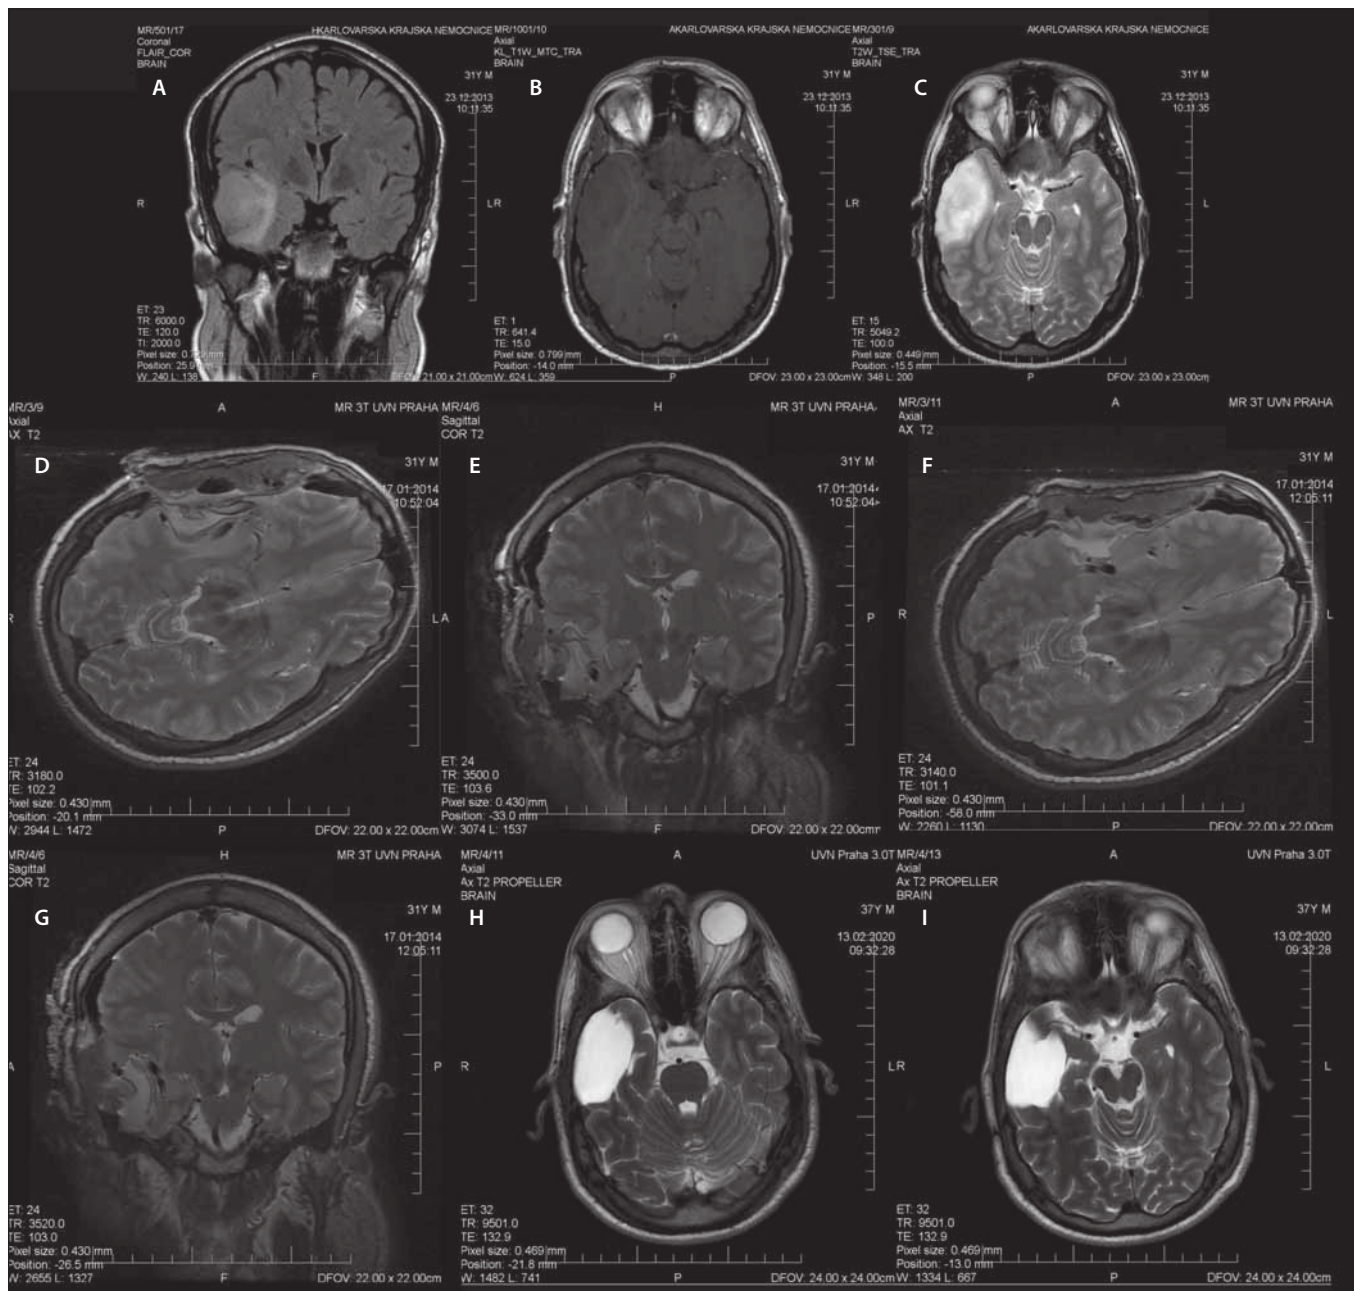 MR/501/17
Coronal
FLAIR_COR
BRAIN
HKARLOVARSKA KRAJSKA NEMOCNICE
31Y M
23.12.2013
10:11:35
A
R
L
ET: 23
TR: 6000.0
TE: 120.0
TI: 2000.0
Pixel size: 0.729 mm
W: 240 L: 138
F
DFOV: 21.00 x 21.00cm
MR/1001/10
Axial
KL_T1W_MTC_TRA
BRAIN
AKARLOVARSKA KRAJSKA NEMOCNICE
31Y M
23.12.2013
10:11:35
B
R
L
ET: 1
TR: 641.4
TE: 15.0
Pixel size: 0.799 mm
Position: -14.0 mm
W: 624 L: 359
P
DFOV: 23.00 x 23.00cm
MR/301/9
Axial
T2W_TSE_TRA
BRAIN
AKARLOVARSKA KRAJSKA NEMOCNICE
31Y M
23.12.2013
10:11:35
C
R
L
ET: 15
TR: 5049.2
TE: 100.0
Pixel size: 0.449 mm
Position: -15.5 mm
W: 348 L: 200
P
DFOV: 23.00 x 23.00cm
MR/3/9
Axial
AX T2
A
MR 3T UVN PRAHA
31Y M
17.01.2014
10:52:04
D
R
L
ET: 24
TR: 3180.0
TE: 102.2
Pixel size: 0.430 mm
Position: -20.1 mm
W: 2944 L: 1472
P
DFOV: 22.00 x 22.00cm
MR/4/6
Sagittal
COR T2
H
MR 3T UVN PRAHA
31Y M
17.01.2014
10:52:04
E
A
P
ET: 24
TR: 3500.0
TE: 103.6
Pixel size: 0.430 mm
Position: -33.0 mm
W: 3074 L: 1537
F
DFOV: 22.00 x 22.00cm
MR/3/11
Axial
AX T2
A
MR 3T UVN PRAHA
31Y M
17.01.2014
12:05:11
F
R
L
ET: 24
TR: 3140.0
TE: 101.1
Pixel size: 0.430 mm
Position: -58.0 mm
W: 2260 L: 1130
P
DFOV: 22.00 x 22.00cm
MR/4/6
Sagittal
COR T2
H
MR 3T UVN PRAHA
31Y M
17.01.2014
12:05:11
G
A
P
ET: 24
TR: 3520.0
TE: 103.0
Pixel size: 0.430 mm
Position: -26.5 mm
W: 2655 L: 1327
F
DFOV: 22.00 x 22.00cm
MR/4/11
Axial
Ax T2 PROPELLER
BRAIN
A
UVN Praha 3.0T
37Y M
13.02.2020
09:32:28
H
R
L
ET: 32
TR: 9501.0
TE: 132.9
Pixel size: 0.469 mm
Position: -21.8 mm
W: 1482 L: 741
P
DFOV: 24.00 x 24.00cm
MR/4/13
Axial
Ax T2 PROPELLER
BRAIN
A
UVN Praha 3.0T
37Y M
13.02.2020
09:32:28
I
R
L
ET: 32
TR: 9501.0
TE: 132.9
Pixel size: 0.469 mm
Position: -13.0 mm
W: 1334 L: 667
P
DFOV: 24.00 x 24.00cm